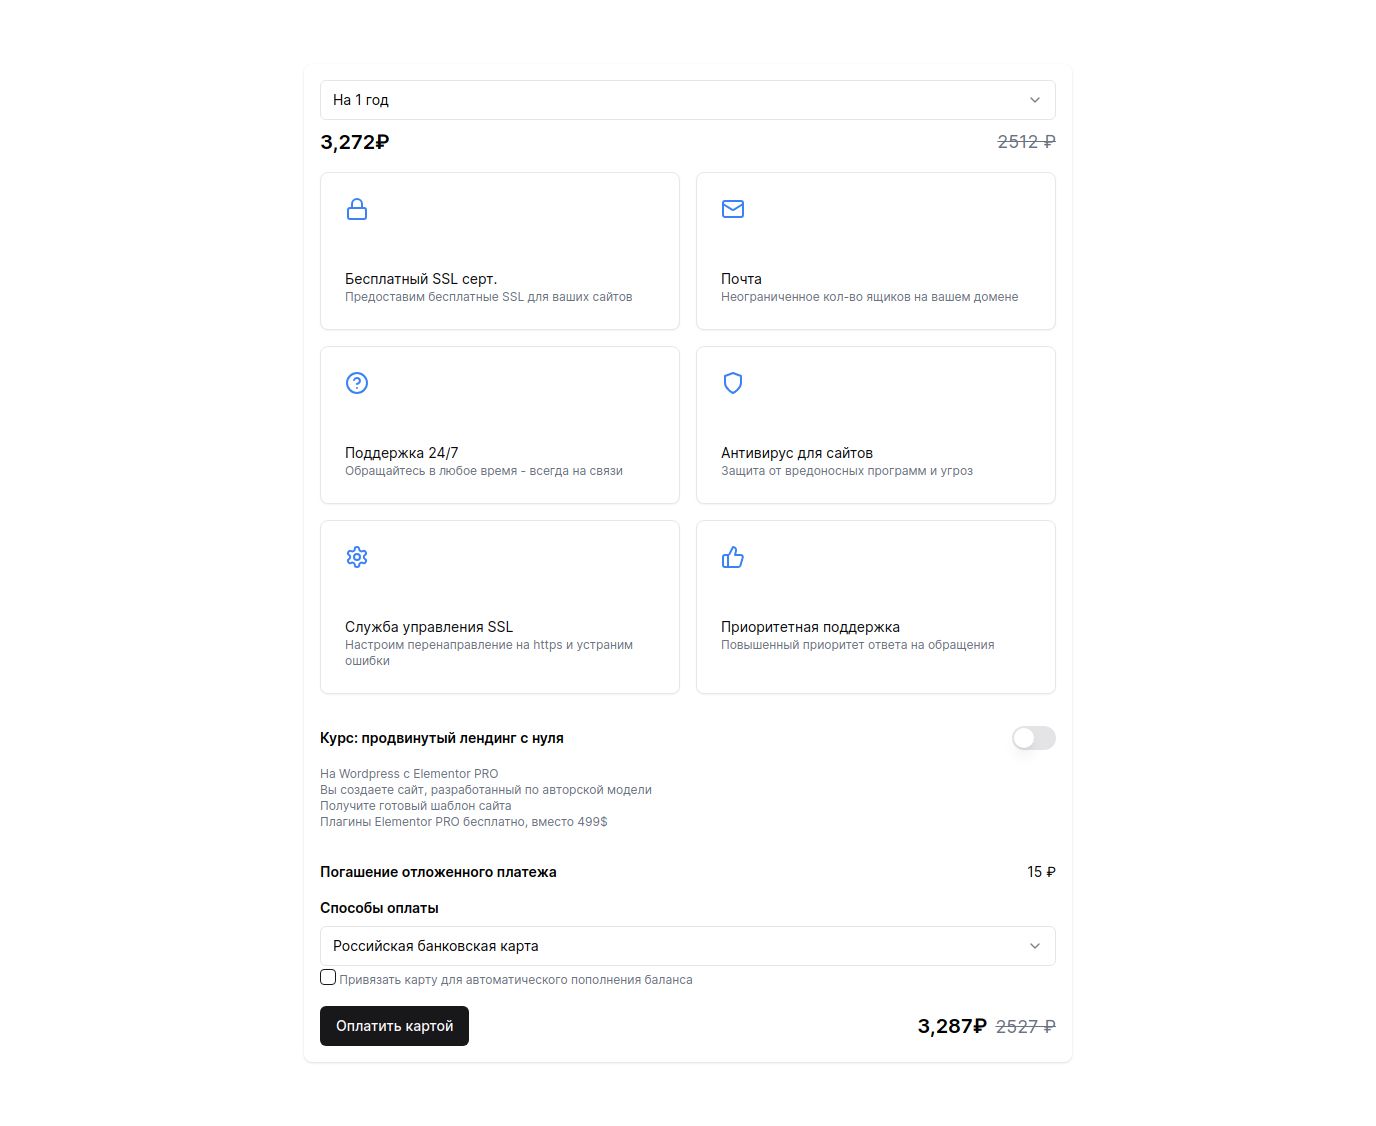 На 1 год
3,272₽ 2512 ₽
Бесплатный SSL серт.
Предоставим бесплатные SSL для ваших сайтов
Почта
Неограниченное кол-во ящиков на вашем домене
Поддержка 24/7
Обращайтесь в любое время - всегда на связи
Антивирус для сайтов
Защита от вредоносных программ и угроз
Служба управления SSL
Настроим перенаправление на https и устраним
ошибки
Приоритетная поддержка
Повышенный приоритет ответа на обращения
Курс: продвинутый лендинг с нуля
На Wordpress с Elementor PRO
Вы создаете сайт, разработанный по авторской модели
Получите готовый шаблон сайта
Плагины Elementor PRO бесплатно, вместо 499$
Погашение отложенного платежа 15 ₽
Способы оплаты
Российская банковская карта
Привязать карту для автоматического пополнения баланса
Оплатить картой 3,287₽ 2527 ₽